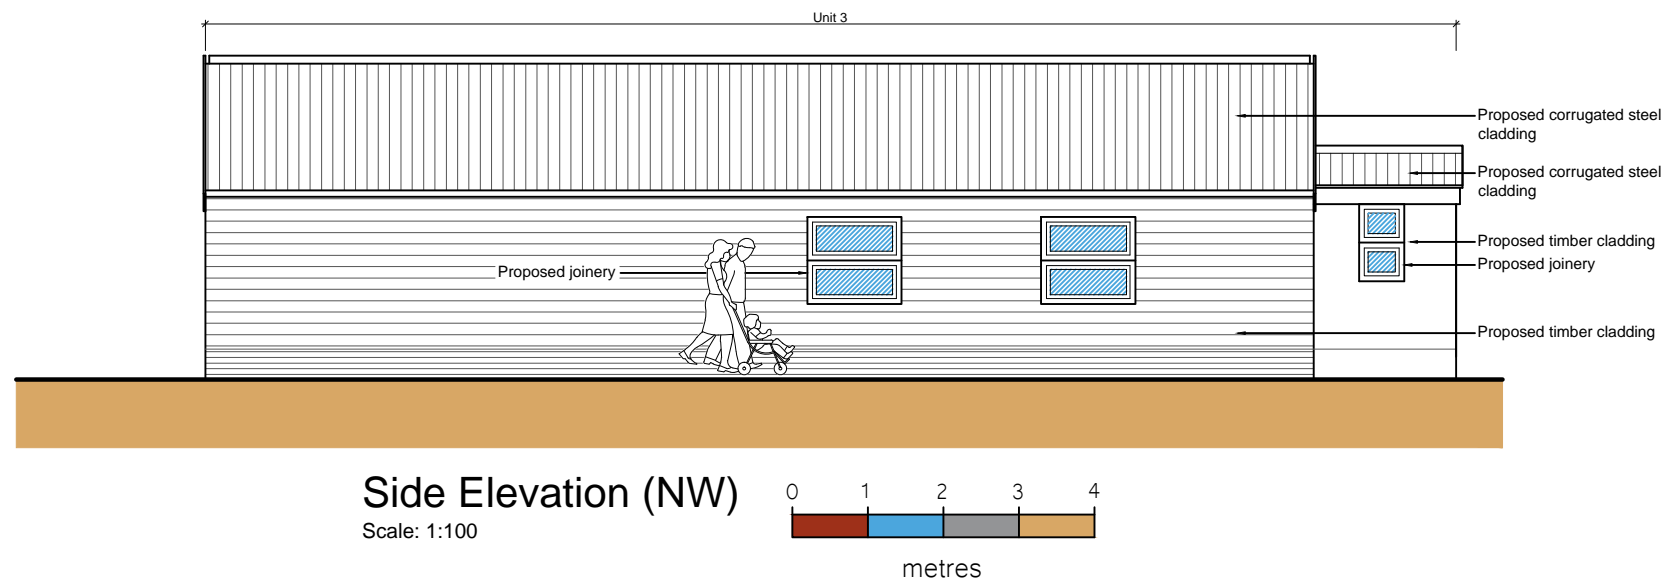 Unit 3
Proposed corrugated steel
cladding
Proposed corrugated steel
cladding
Proposed timber cladding
Proposed joinery
Proposed joinery
Proposed timber cladding
Side Elevation (NW)
Scale: 1:100
0 1 2 3 4
metres